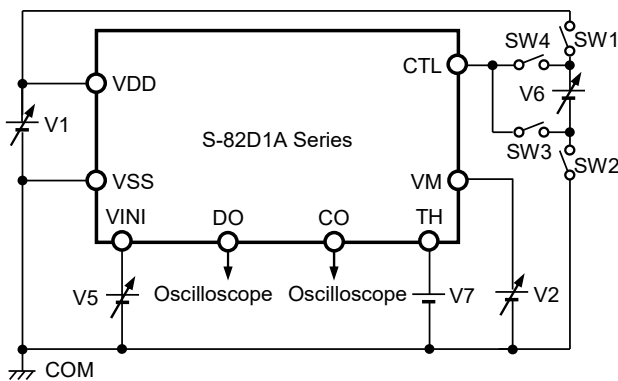 SW4
SW1
CTL
VDD
V6
V1
S-82D1A Series
SW3
SW2
VSS
VM
VINI
DO
CO
TH
V5
Oscilloscope
Oscilloscope
V7
V2
COM